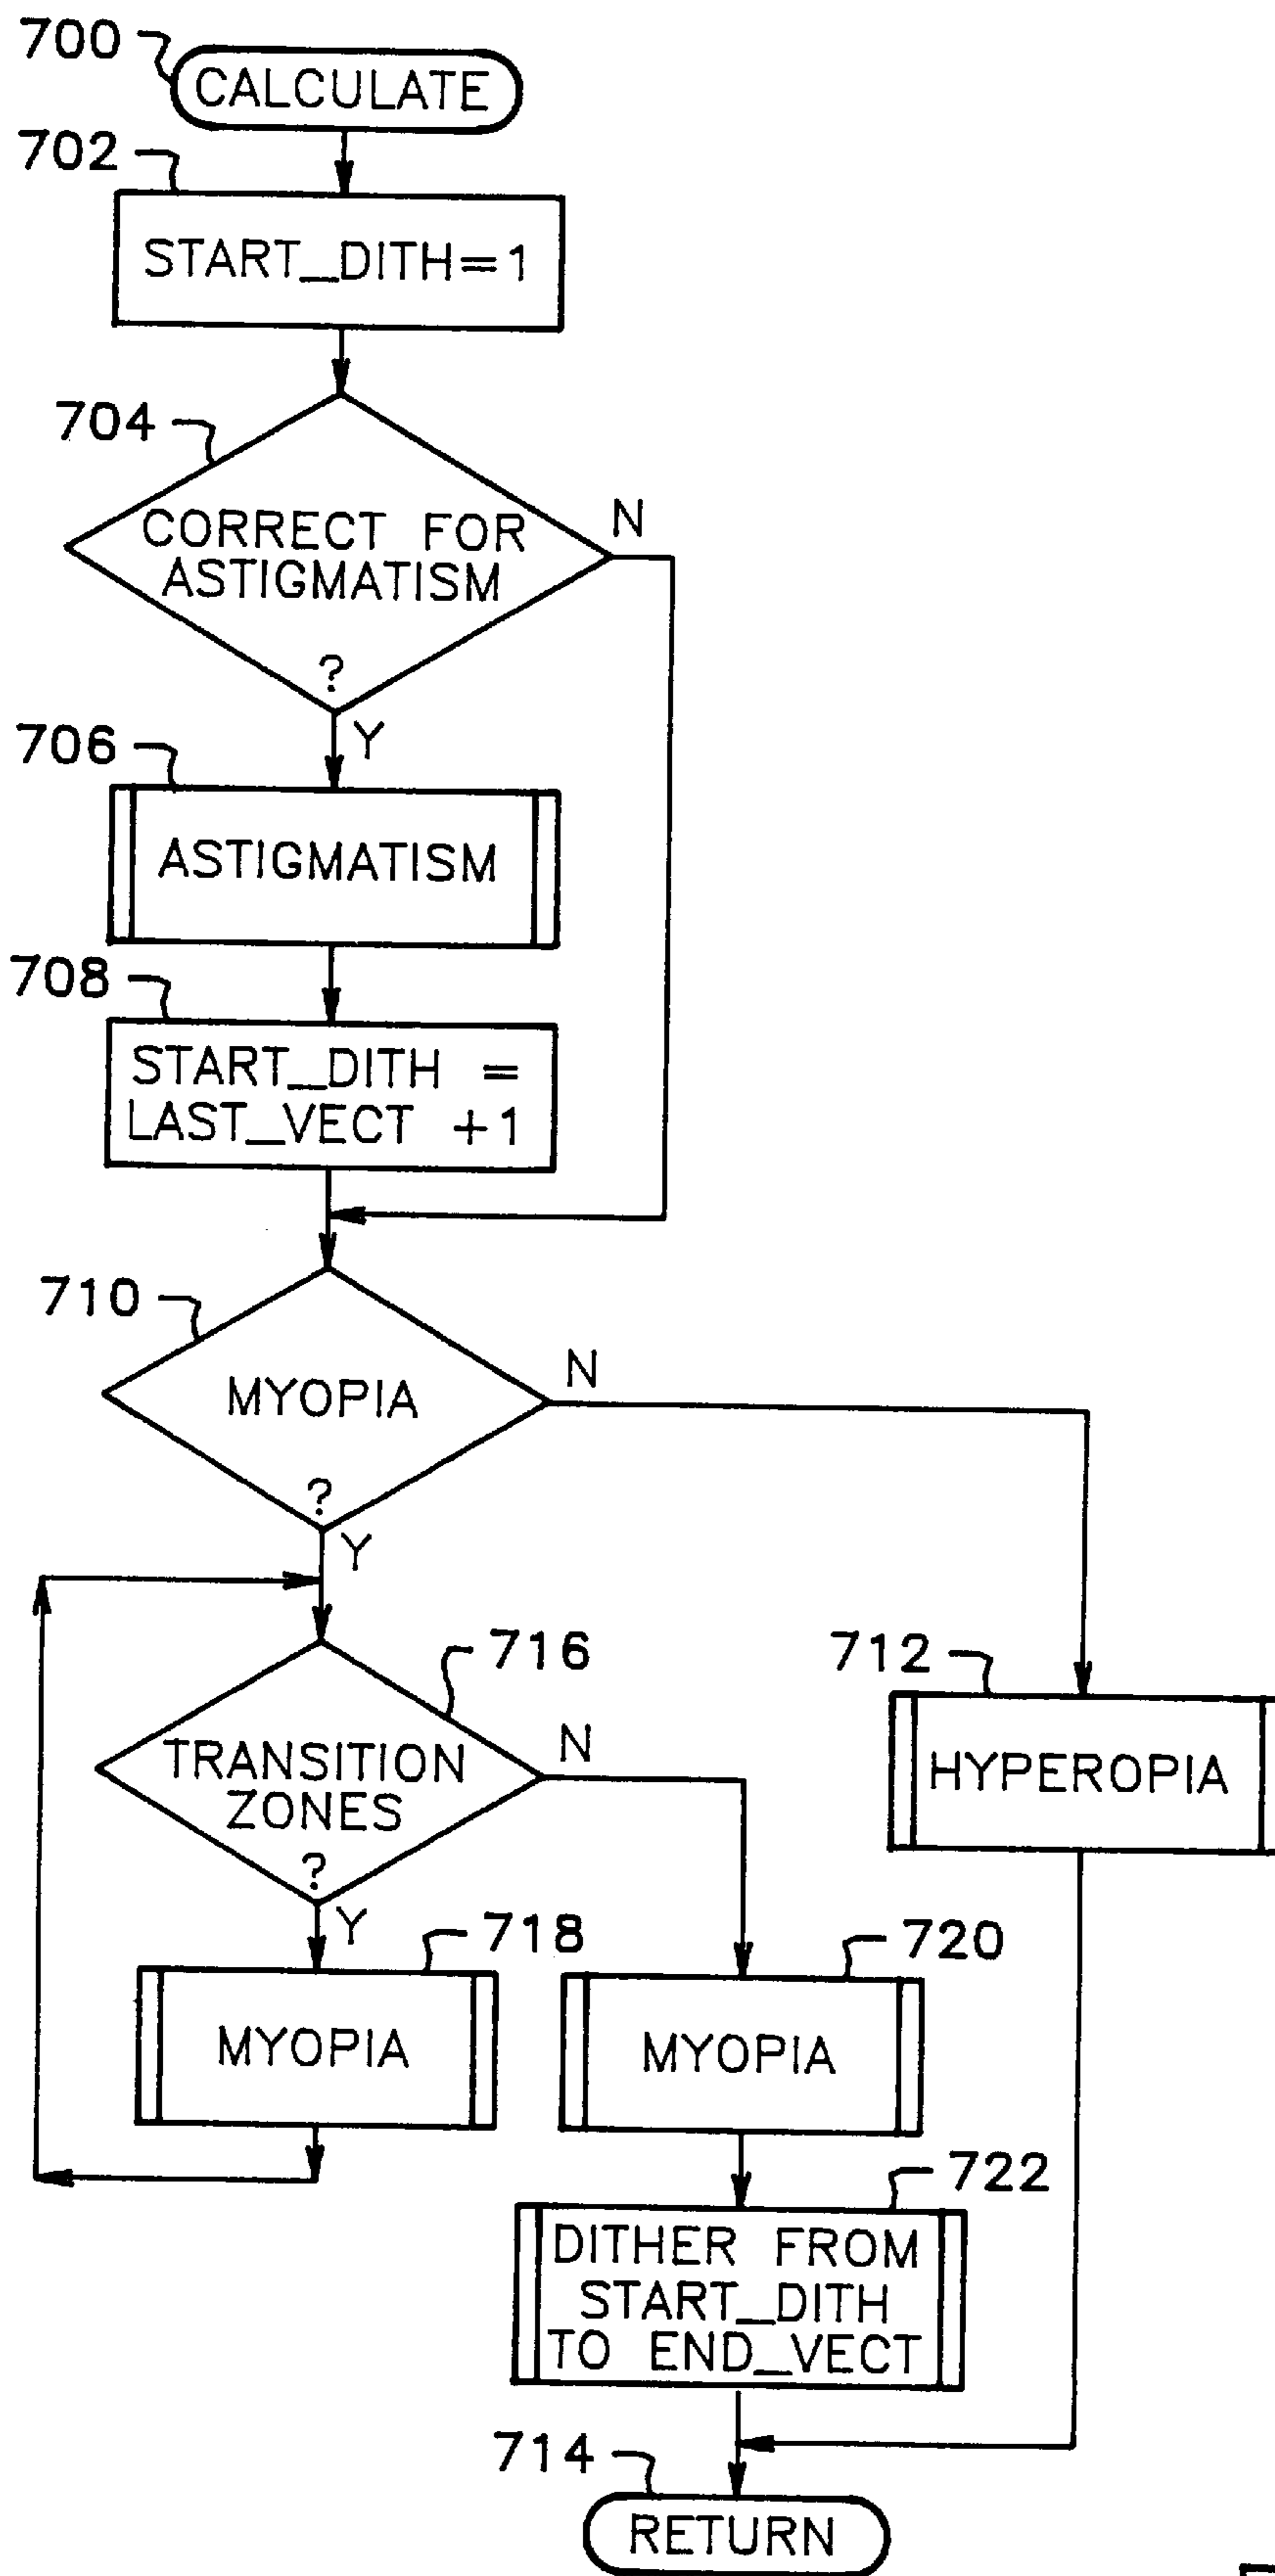 700
CALCULATE
702
START_DITH=1
704
CORRECT FOR
ASTIGMATISM
?
N
Y
706
ASTIGMATISM
708
START_DITH =
LAST_VECT +1
710
MYOPIA
?
N
Y
716
TRANSITION
ZONES
?
N
Y
712
HYPEROPIA
718
MYOPIA
720
MYOPIA
722
DITHER FROM
START_DITH
TO END_VECT
714
RETURN